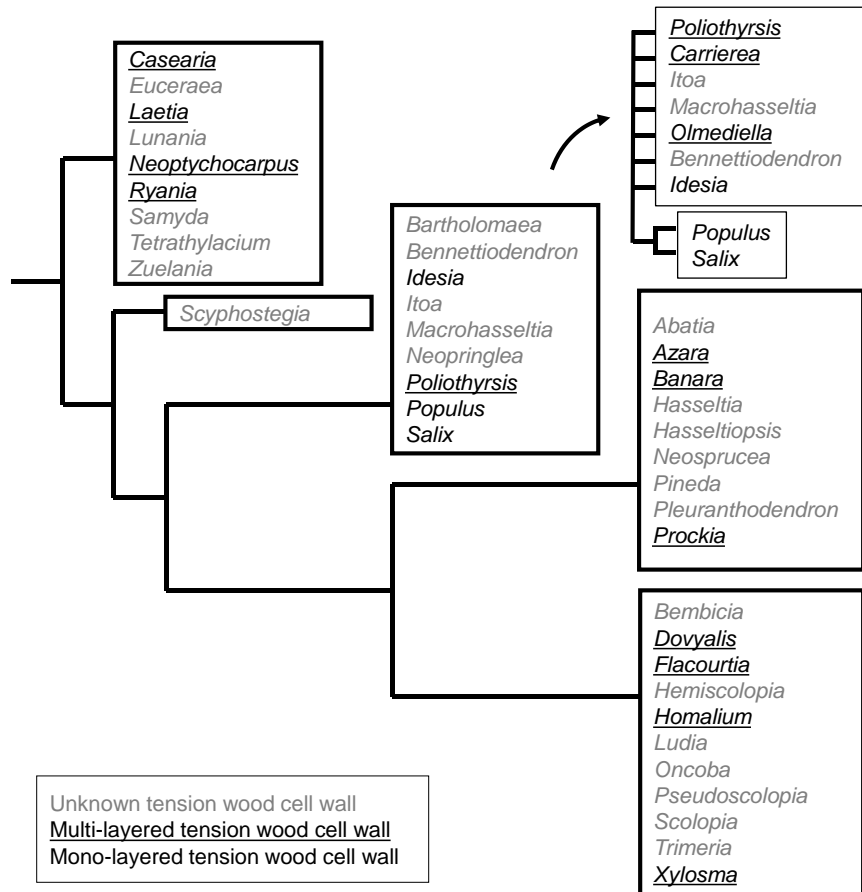 Casearia
Euceraea
Laetia
Lunania
Neoptychocarpus
Ryania
Samyda
Tetrathylacium
Zuelania
Scyphostegia
Bartholomaea
Bennettiodendron
Idesia
Itoa
Macrohasseltia
Neopringlea
Poliothyrsis
Populus
Salix
Poliothyrsis
Carrierea
Itoa
Macrohasseltia
Olmediella
Bennettiodendron
Idesia
Populus
Salix
Abatia
Azara
Banara
Hasseltia
Hasseltiopsis
Neosprucea
Pineda
Pleuranthodendron
Prockia
Bembicia
Dovyalis
Flacourtia
Hemiscolopia
Homalium
Ludia
Oncoba
Pseudoscolopia
Scolopia
Trimeria
Xylosma
Unknown tension wood cell wall
Multi-layered tension wood cell wall
Mono-layered tension wood cell wall